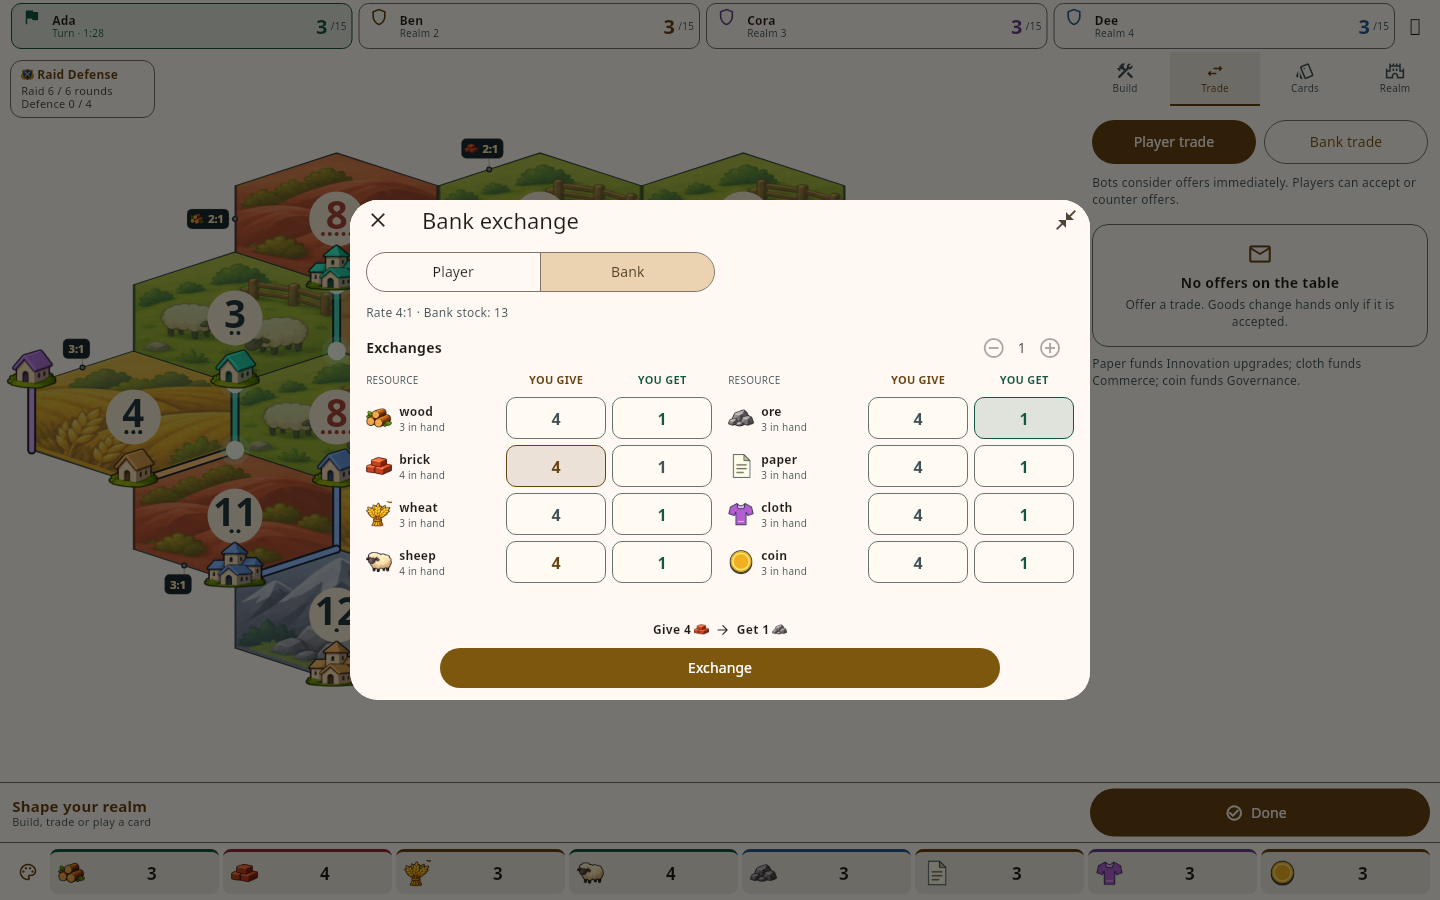 Ada
Turn · 1:28
3 /15
Ben
Realm 2
3 /15
Cora
Realm 3
3 /15
Dee
Realm 4
3 /15
Raid Defense
Raid 6 / 6 rounds
Defence 0 / 4
Build
Trade
Cards
Realm
Player trade
Bank trade
Bots consider offers immediately. Players can accept or
counter offers.
No offers on the table
Offer a trade. Goods change hands only if it is
accepted.
Paper funds Innovation upgrades; cloth funds
Commerce; coin funds Governance.
2:1
2:1
8
3
3:1
4
8
11
3:1
12
Bank exchange
Player
Bank
Rate 4:1 · Bank stock: 13
Exchanges
1
RESOURCE YOU GIVE YOU GET RESOURCE YOU GIVE YOU GET
wood
3 in hand
4 1
ore
3 in hand
4 1
brick
4 in hand
4 1
paper
3 in hand
4 1
wheat
3 in hand
4 1
cloth
3 in hand
4 1
sheep
4 in hand
4 1
coin
3 in hand
4 1
Give 4 → Get 1
Exchange
Shape your realm
Build, trade or play a card
Done
3 4 3 4 3 3 3 3